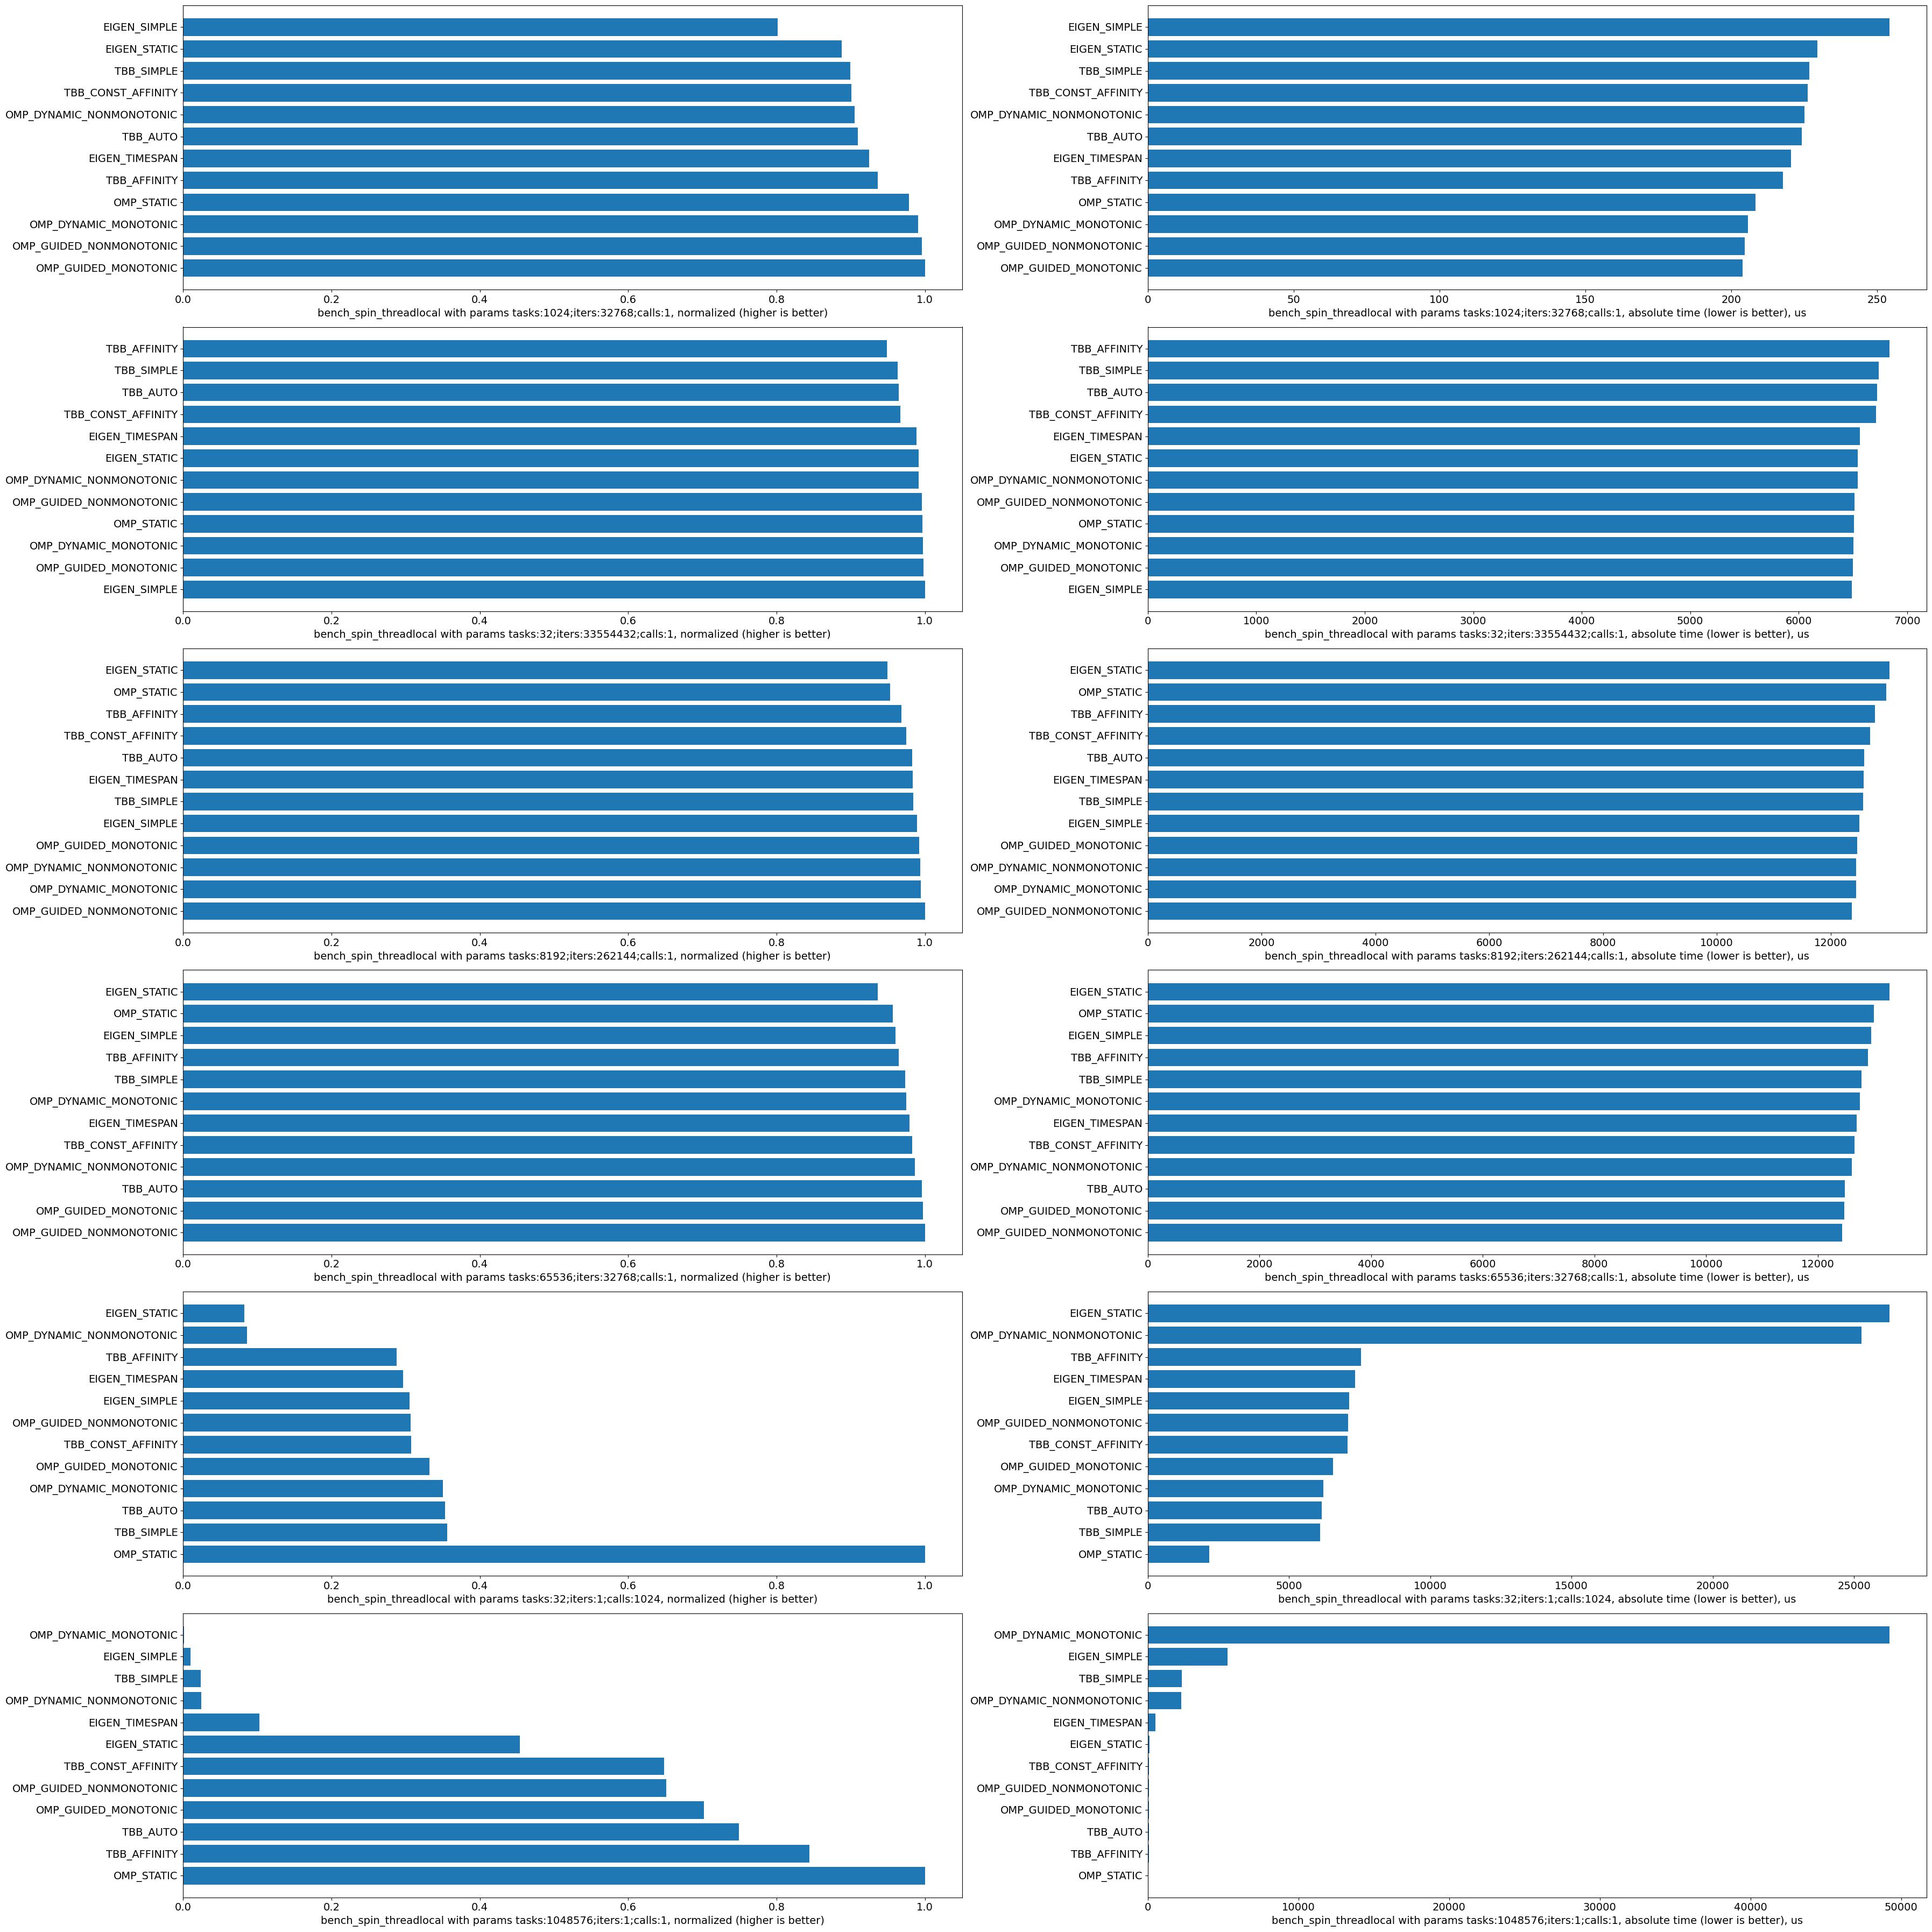 EIGEN_SIMPLE
EIGEN_STATIC
TBB_SIMPLE
TBB_CONST_AFFINITY
OMP_DYNAMIC_NONMONOTONIC
TBB_AUTO
EIGEN_TIMESPAN
TBB_AFFINITY
OMP_STATIC
OMP_DYNAMIC_MONOTONIC
OMP_GUIDED_NONMONOTONIC
OMP_GUIDED_MONOTONIC
0.0 0.2 0.4 0.6 0.8 1.0
bench_spin_threadlocal with params tasks:1024;iters:32768;calls:1, normalized (higher is better)
EIGEN_SIMPLE
EIGEN_STATIC
TBB_SIMPLE
TBB_CONST_AFFINITY
OMP_DYNAMIC_NONMONOTONIC
TBB_AUTO
EIGEN_TIMESPAN
TBB_AFFINITY
OMP_STATIC
OMP_DYNAMIC_MONOTONIC
OMP_GUIDED_NONMONOTONIC
OMP_GUIDED_MONOTONIC
0 50 100 150 200 250
bench_spin_threadlocal with params tasks:1024;iters:32768;calls:1, absolute time (lower is better), us
TBB_AFFINITY
TBB_SIMPLE
TBB_AUTO
TBB_CONST_AFFINITY
EIGEN_TIMESPAN
EIGEN_STATIC
OMP_DYNAMIC_NONMONOTONIC
OMP_GUIDED_NONMONOTONIC
OMP_STATIC
OMP_DYNAMIC_MONOTONIC
OMP_GUIDED_MONOTONIC
EIGEN_SIMPLE
0.0 0.2 0.4 0.6 0.8 1.0
bench_spin_threadlocal with params tasks:32;iters:33554432;calls:1, normalized (higher is better)
TBB_AFFINITY
TBB_SIMPLE
TBB_AUTO
TBB_CONST_AFFINITY
EIGEN_TIMESPAN
EIGEN_STATIC
OMP_DYNAMIC_NONMONOTONIC
OMP_GUIDED_NONMONOTONIC
OMP_STATIC
OMP_DYNAMIC_MONOTONIC
OMP_GUIDED_MONOTONIC
EIGEN_SIMPLE
0 1000 2000 3000 4000 5000 6000 7000
bench_spin_threadlocal with params tasks:32;iters:33554432;calls:1, absolute time (lower is better), us
EIGEN_STATIC
OMP_STATIC
TBB_AFFINITY
TBB_CONST_AFFINITY
TBB_AUTO
EIGEN_TIMESPAN
TBB_SIMPLE
EIGEN_SIMPLE
OMP_GUIDED_MONOTONIC
OMP_DYNAMIC_NONMONOTONIC
OMP_DYNAMIC_MONOTONIC
OMP_GUIDED_NONMONOTONIC
0.0 0.2 0.4 0.6 0.8 1.0
bench_spin_threadlocal with params tasks:8192;iters:262144;calls:1, normalized (higher is better)
EIGEN_STATIC
OMP_STATIC
TBB_AFFINITY
TBB_CONST_AFFINITY
TBB_AUTO
EIGEN_TIMESPAN
TBB_SIMPLE
EIGEN_SIMPLE
OMP_GUIDED_MONOTONIC
OMP_DYNAMIC_NONMONOTONIC
OMP_DYNAMIC_MONOTONIC
OMP_GUIDED_NONMONOTONIC
0 2000 4000 6000 8000 10000 12000
bench_spin_threadlocal with params tasks:8192;iters:262144;calls:1, absolute time (lower is better), us
EIGEN_STATIC
OMP_STATIC
EIGEN_SIMPLE
TBB_AFFINITY
TBB_SIMPLE
OMP_DYNAMIC_MONOTONIC
EIGEN_TIMESPAN
TBB_CONST_AFFINITY
OMP_DYNAMIC_NONMONOTONIC
TBB_AUTO
OMP_GUIDED_MONOTONIC
OMP_GUIDED_NONMONOTONIC
0.0 0.2 0.4 0.6 0.8 1.0
bench_spin_threadlocal with params tasks:65536;iters:32768;calls:1, normalized (higher is better)
EIGEN_STATIC
OMP_STATIC
EIGEN_SIMPLE
TBB_AFFINITY
TBB_SIMPLE
OMP_DYNAMIC_MONOTONIC
EIGEN_TIMESPAN
TBB_CONST_AFFINITY
OMP_DYNAMIC_NONMONOTONIC
TBB_AUTO
OMP_GUIDED_MONOTONIC
OMP_GUIDED_NONMONOTONIC
0 2000 4000 6000 8000 10000 12000
bench_spin_threadlocal with params tasks:65536;iters:32768;calls:1, absolute time (lower is better), us
EIGEN_STATIC
OMP_DYNAMIC_NONMONOTONIC
TBB_AFFINITY
EIGEN_TIMESPAN
EIGEN_SIMPLE
OMP_GUIDED_NONMONOTONIC
TBB_CONST_AFFINITY
OMP_GUIDED_MONOTONIC
OMP_DYNAMIC_MONOTONIC
TBB_AUTO
TBB_SIMPLE
OMP_STATIC
0.0 0.2 0.4 0.6 0.8 1.0
bench_spin_threadlocal with params tasks:32;iters:1;calls:1024, normalized (higher is better)
EIGEN_STATIC
OMP_DYNAMIC_NONMONOTONIC
TBB_AFFINITY
EIGEN_TIMESPAN
EIGEN_SIMPLE
OMP_GUIDED_NONMONOTONIC
TBB_CONST_AFFINITY
OMP_GUIDED_MONOTONIC
OMP_DYNAMIC_MONOTONIC
TBB_AUTO
TBB_SIMPLE
OMP_STATIC
0 5000 10000 15000 20000 25000
bench_spin_threadlocal with params tasks:32;iters:1;calls:1024, absolute time (lower is better), us
OMP_DYNAMIC_MONOTONIC
EIGEN_SIMPLE
TBB_SIMPLE
OMP_DYNAMIC_NONMONOTONIC
EIGEN_TIMESPAN
EIGEN_STATIC
TBB_CONST_AFFINITY
OMP_GUIDED_NONMONOTONIC
OMP_GUIDED_MONOTONIC
TBB_AUTO
TBB_AFFINITY
OMP_STATIC
0.0 0.2 0.4 0.6 0.8 1.0
bench_spin_threadlocal with params tasks:1048576;iters:1;calls:1, normalized (higher is better)
OMP_DYNAMIC_MONOTONIC
EIGEN_SIMPLE
TBB_SIMPLE
OMP_DYNAMIC_NONMONOTONIC
EIGEN_TIMESPAN
EIGEN_STATIC
TBB_CONST_AFFINITY
OMP_GUIDED_NONMONOTONIC
OMP_GUIDED_MONOTONIC
TBB_AUTO
TBB_AFFINITY
OMP_STATIC
0 10000 20000 30000 40000 50000
bench_spin_threadlocal with params tasks:1048576;iters:1;calls:1, absolute time (lower is better), us